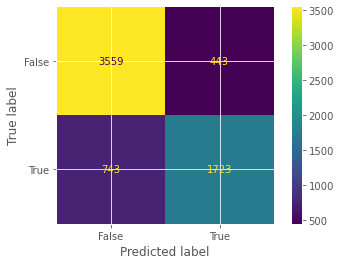 False
3559
443
True
743
1723
False
True
Predicted label
True label
3500
3000
2500
2000
1500
1000
500